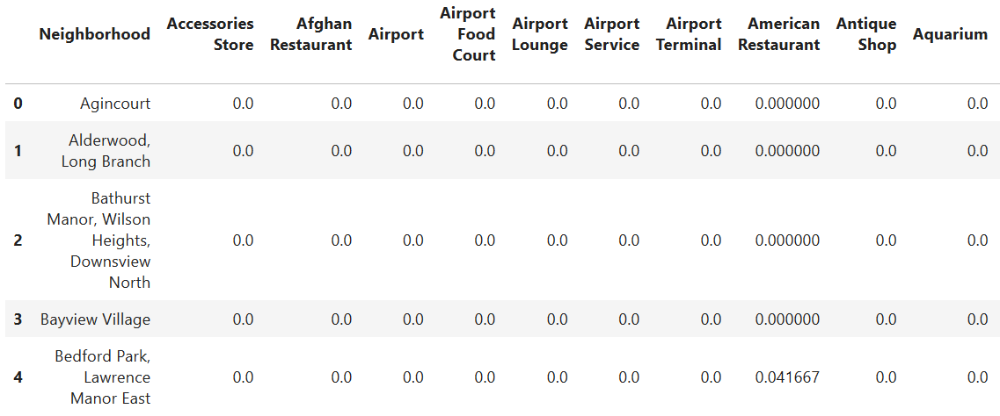 Neighborhood Accessories Store Afghan Restaurant Airport Airport Food Court Airport Lounge Airport Service Airport Terminal American Restaurant Antique Shop Aquarium
0 Agincourt 0.0 0.0 0.0 0.0 0.0 0.0 0.0 0.000000 0.0 0.0
1 Alderwood, Long Branch 0.0 0.0 0.0 0.0 0.0 0.0 0.0 0.000000 0.0 0.0
2 Bathurst Manor, Wilson Heights, Downsview North 0.0 0.0 0.0 0.0 0.0 0.0 0.0 0.000000 0.0 0.0
3 Bayview Village 0.0 0.0 0.0 0.0 0.0 0.0 0.0 0.000000 0.0 0.0
4 Bedford Park, Lawrence Manor East 0.0 0.0 0.0 0.0 0.0 0.0 0.0 0.041667 0.0 0.0